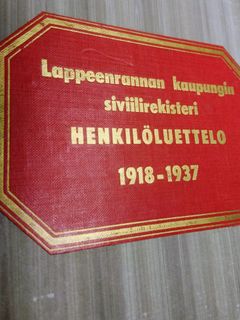 Lappeenrannan kaupungin
siviilirekisteri
HENKILÖLUETTELO
1918-1937